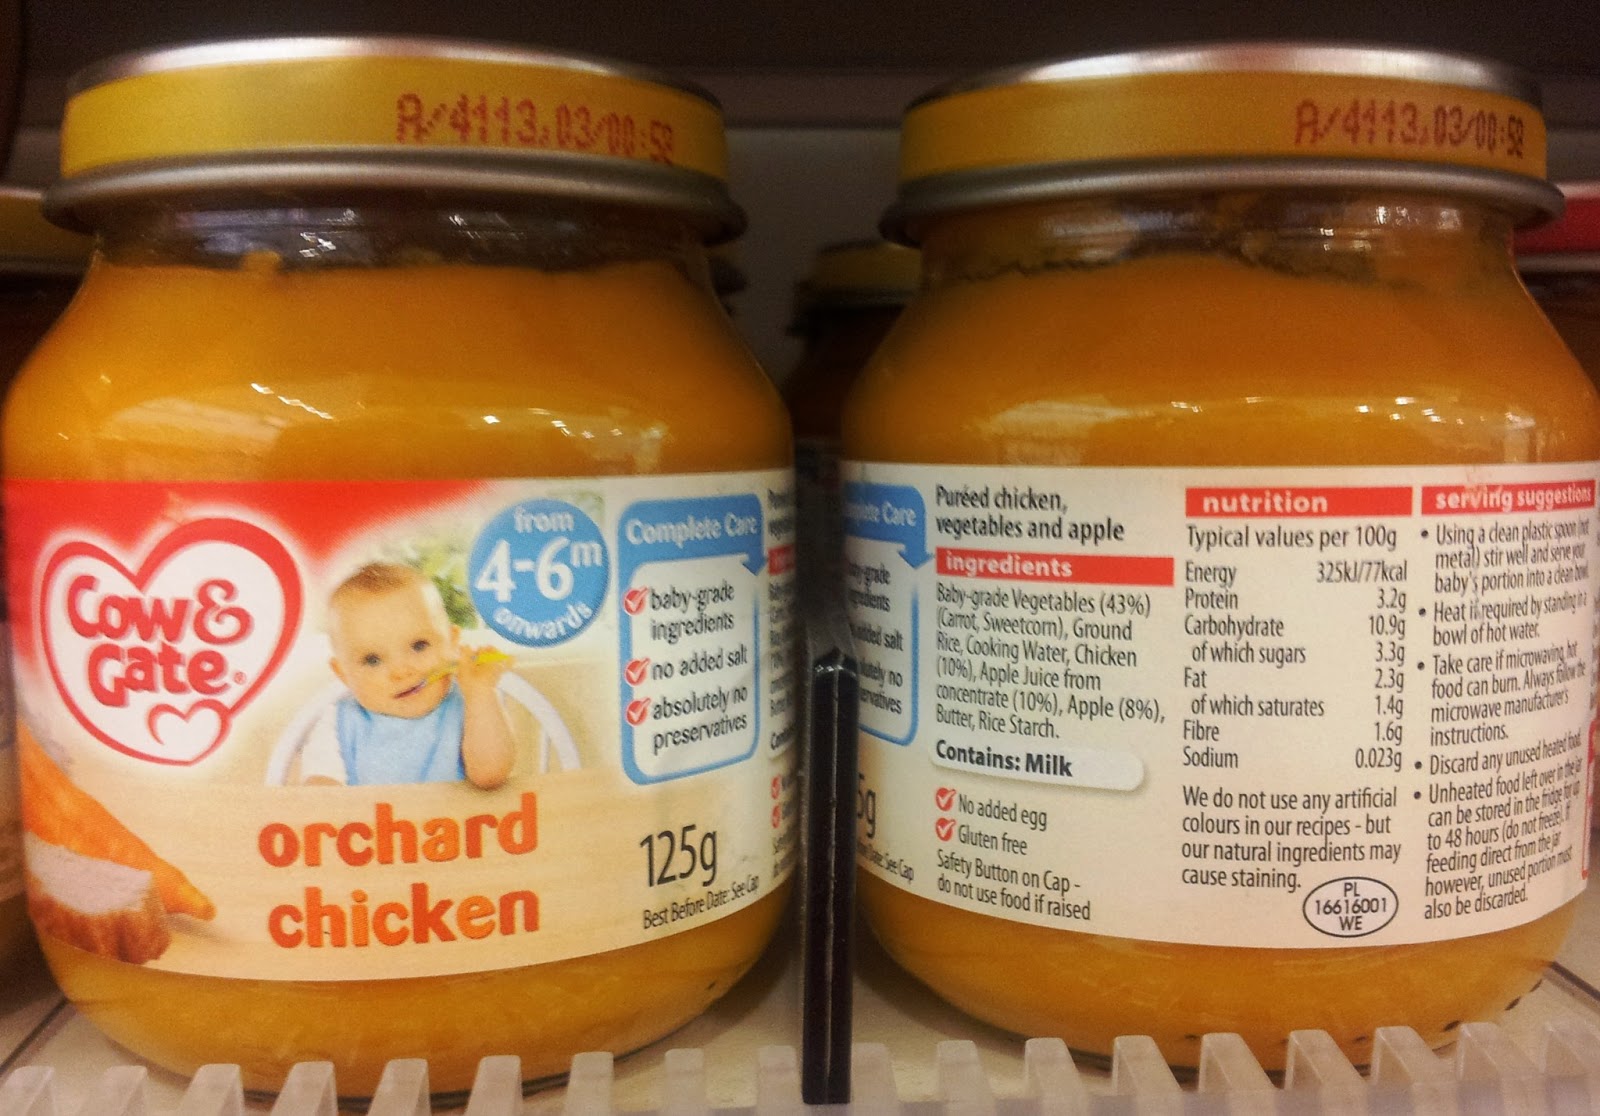 A/4113,03/00:58
Cow &
Gate®
from
4-6m
onwards
Complete Care
baby-grade
ingredients
no added salt
absolutely no
preservatives
orchard
chicken
125g
Best Before Date: See Cap
A/4113,03/00:58
Care
added salt
no
Date: See Cap
Puréed chicken,
vegetables and apple
ingredients
Baby-grade Vegetables (43%)
(Carrot, Sweetcorn), Ground
Rice, Cooking Water, Chicken
(10%), Apple Juice from
concentrate (10%), Apple (8%),
Butter, Rice Starch.
Contains: Milk
No added egg
Gluten free
Safety Button on Cap -
do not use food if raised
nutrition
Typical values per 100g
Energy 325kJ/77kcal
Protein 3.2g
Carbohydrate 10.9g
of which sugars 3.3g
Fat 2.3g
of which saturates 1.4g
Fibre 1.6g
Sodium 0.023g
We do not use any artificial
colours in our recipes - but
our natural ingredients may
cause staining.
PL
16616001
WE
serving suggestions
• Using a clean plastic spoon (not
metal) stir well and serve your
baby's portion into a clean bowl.
• Heat if required by standing in a
bowl of hot water.
• Take care if microwaving, hot
food can burn. Always follow the
microwave manufacturer's
instructions.
• Discard any unused heated food.
• Unheated food left over in the jar
can be stored in the fridge for up
to 48 hours (do not freeze). If
feeding direct from the jar
however, unused portion must
also be discarded.